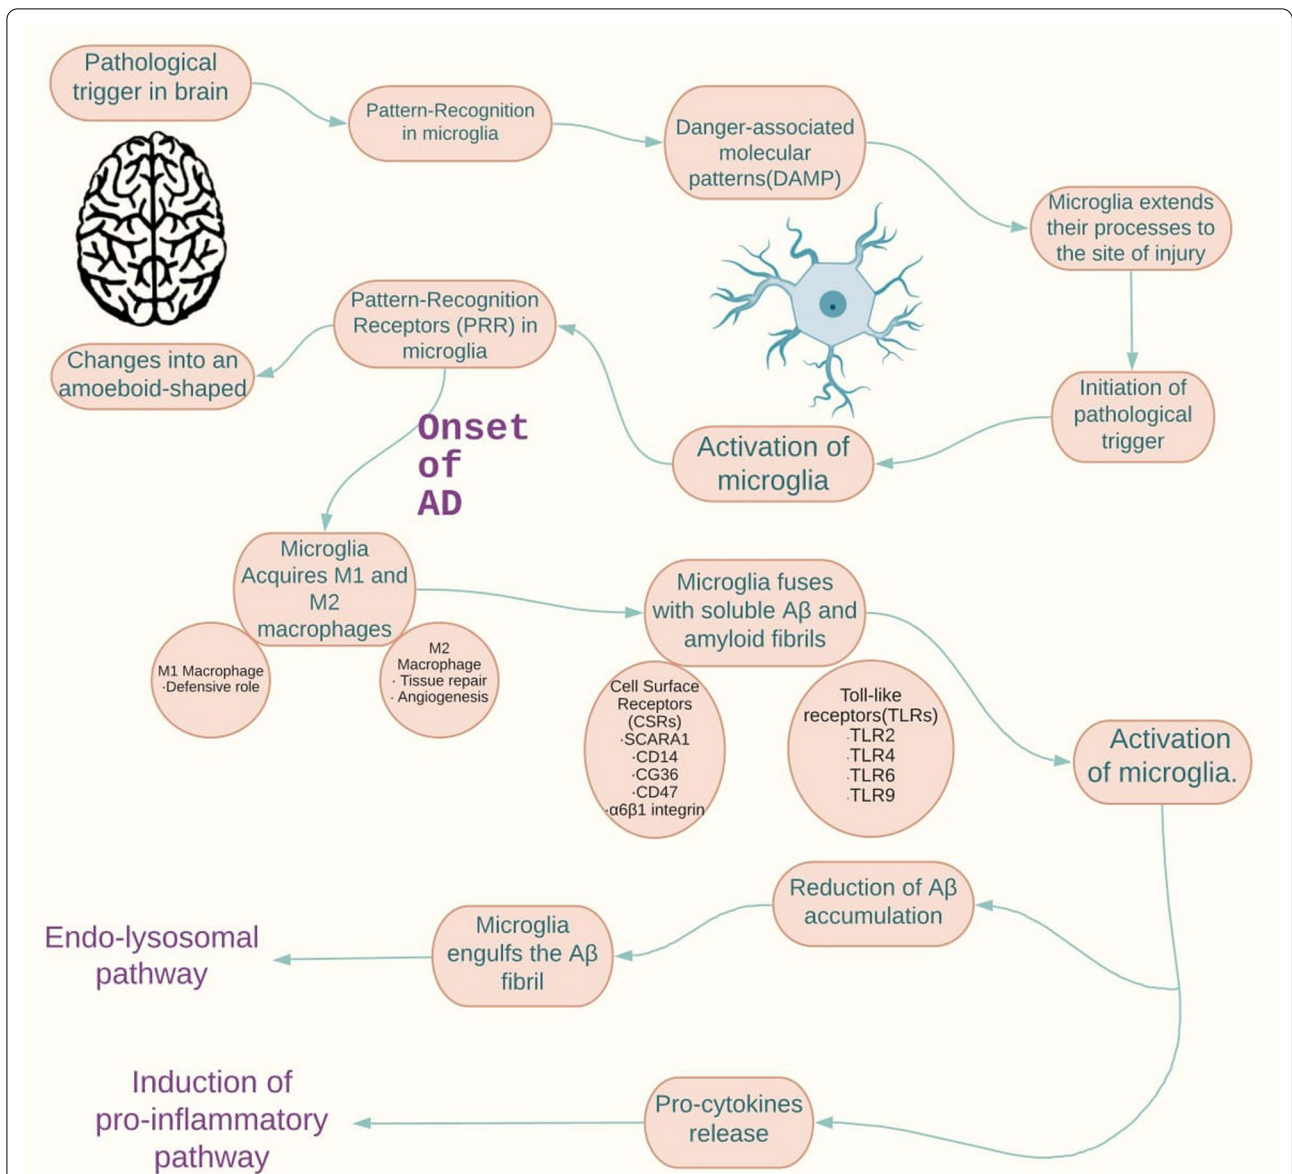 Pathological
trigger in brain
Pattern-Recognition
in microglia
Danger-associated
molecular
patterns(DAMP)
Microglia extends
their processes to
the site of injury
Pattern-Recognition
Receptors (PRR) in
microglia
Changes into an
amoeboid-shaped
Initiation of
pathological
trigger
Activation of
microglia
Onset
of
AD
Microglia
Acquires M1 and
M2
macrophages
M1 Macrophage
·Defensive role
M2
Macrophage
· Tissue repair
· Angiogenesis
Microglia fuses
with soluble Aβ and
amyloid fibrils
Cell Surface
Receptors
(CSRs)
·SCARA1
·CD14
·CG36
·CD47
·α6β1 integrin
Toll-like
receptors(TLRs)
·TLR2
·TLR4
·TLR6
·TLR9
Activation
of microglia.
Reduction of Aβ
accumulation
Microglia
engulfs the Aβ
fibril
Endo-lysosomal
pathway
Pro-cytokines
release
Induction of
pro-inflammatory
pathway